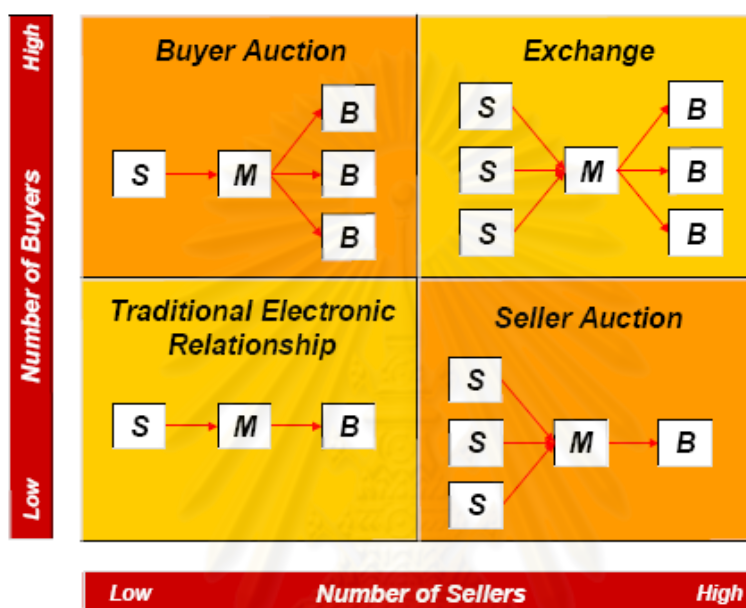 High
Number of Buyers
Low
Buyer Auction
S
M
B
B
B
Exchange
S
S
S
M
B
B
B
Traditional Electronic
Relationship
S
M
B
Seller Auction
S
S
S
M
B
Low
Number of Sellers
High